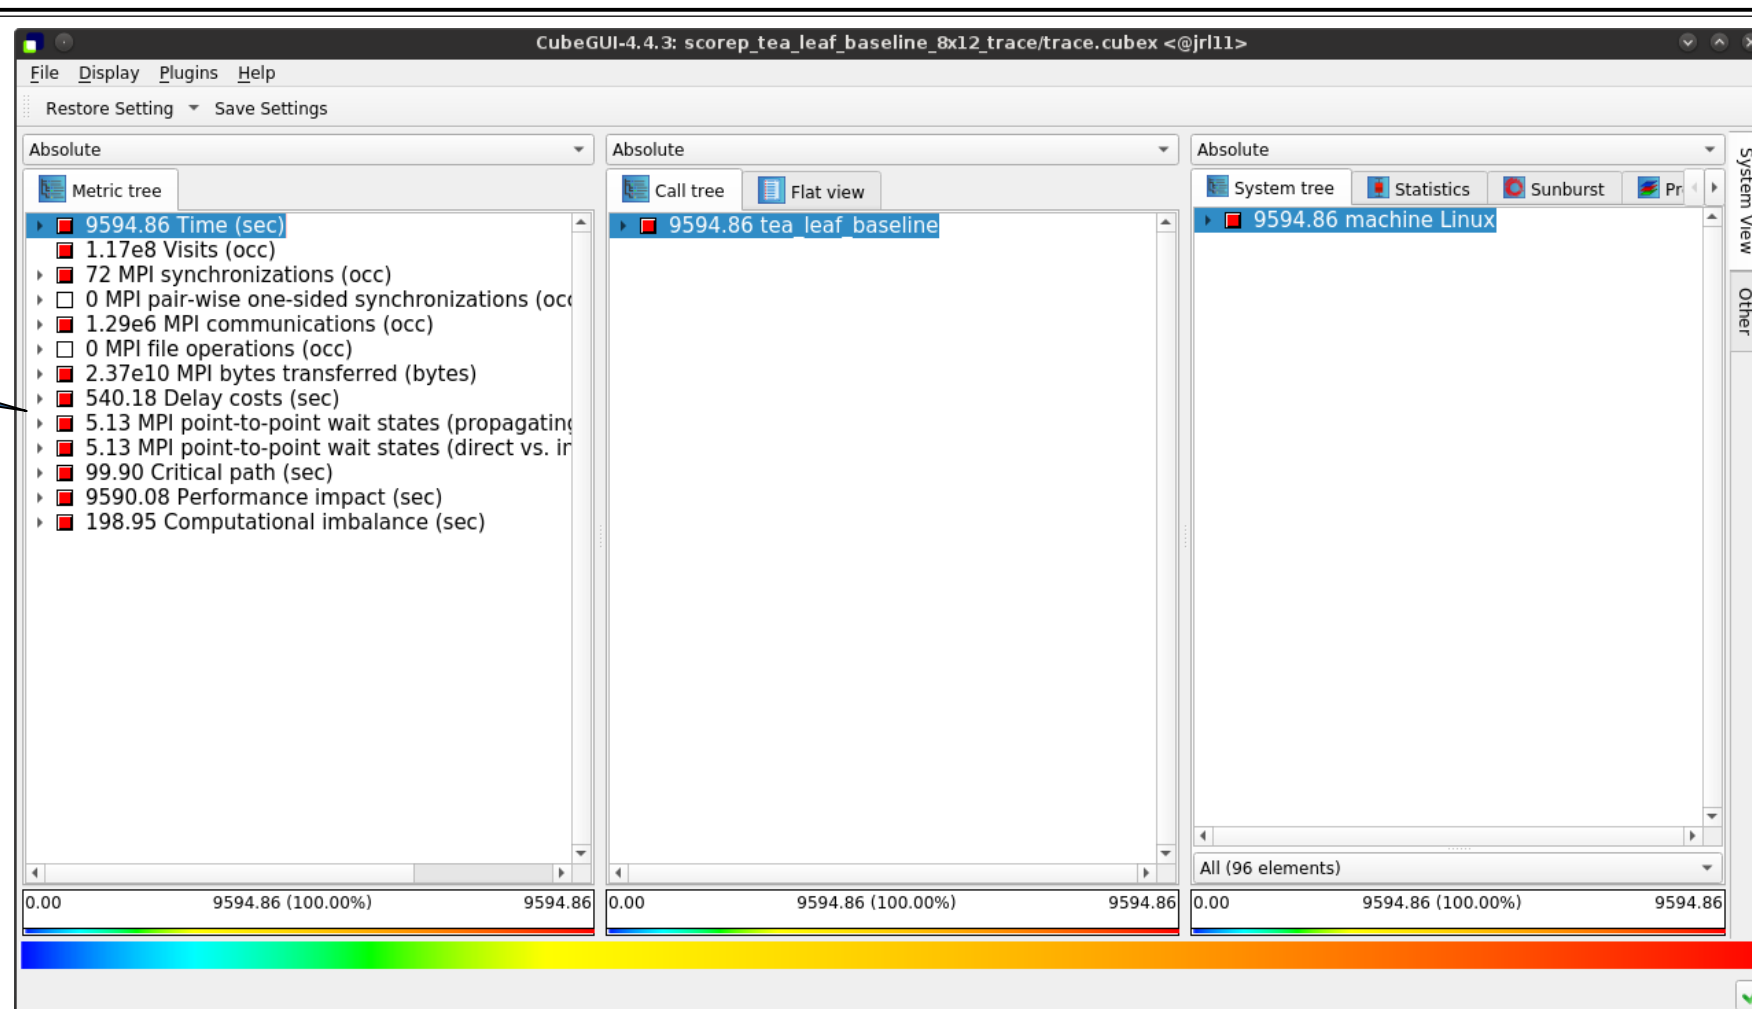 CubeGUI-4.4.3: scorep_tea_leaf_baseline_8x12_trace/trace.cubex <@jrl11>
File Display Plugins Help
Restore Setting Save Settings
Absolute
Metric tree
9594.86 Time (sec)
1.17e8 Visits (occ)
72 MPI synchronizations (occ)
0 MPI pair-wise one-sided synchronizations (occ
1.29e6 MPI communications (occ)
0 MPI file operations (occ)
2.37e10 MPI bytes transferred (bytes)
540.18 Delay costs (sec)
5.13 MPI point-to-point wait states (propagating
5.13 MPI point-to-point wait states (direct vs. in
99.90 Critical path (sec)
9590.08 Performance impact (sec)
198.95 Computational imbalance (sec)
0.00 9594.86 (100.00%) 9594.86
Absolute
Call tree Flat view
9594.86 tea_leaf_baseline
0.00 9594.86 (100.00%) 9594.86
Absolute
System tree Statistics Sunburst Pr
9594.86 machine Linux
All (96 elements)
0.00 9594.86 (100.00%) 9594.86
System View
Other